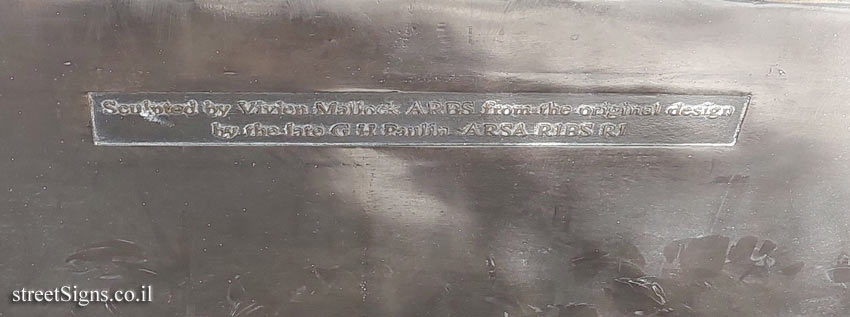 Sculpted by Vivien Mallock ARBS from the original design
by the late G H Paulin ARSA RIBS RI
streetSigns.co.il